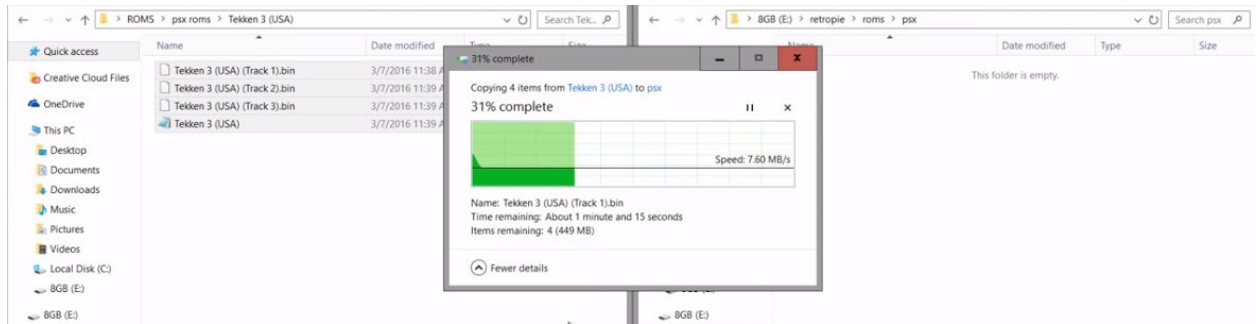 ROMS > psx roms > Tekken 3 (USA)
Search Tek...
Quick access
Creative Cloud Files
OneDrive
This PC
Desktop
Documents
Downloads
Music
Pictures
Videos
Local Disk (C:)
8GB (E:)
8GB (E:)
Name Date modified Type Size
Tekken 3 (USA) (Track 1).bin 3/7/2016 11:38 A
Tekken 3 (USA) (Track 2).bin 3/7/2016 11:39 A
Tekken 3 (USA) (Track 3).bin 3/7/2016 11:39 A
Tekken 3 (USA) 3/7/2016 11:39 A
31% complete
Copying 4 items from Tekken 3 (USA) to psx
31% complete
Speed: 7.60 MB/s
Name: Tekken 3 (USA) (Track 1).bin
Time remaining: About 1 minute and 15 seconds
Items remaining: 4 (449 MB)
Fewer details
> 8GB (E:) > retropie > roms > psx
Search psx
Name Date modified Type Size
This folder is empty.
8GB (E:)